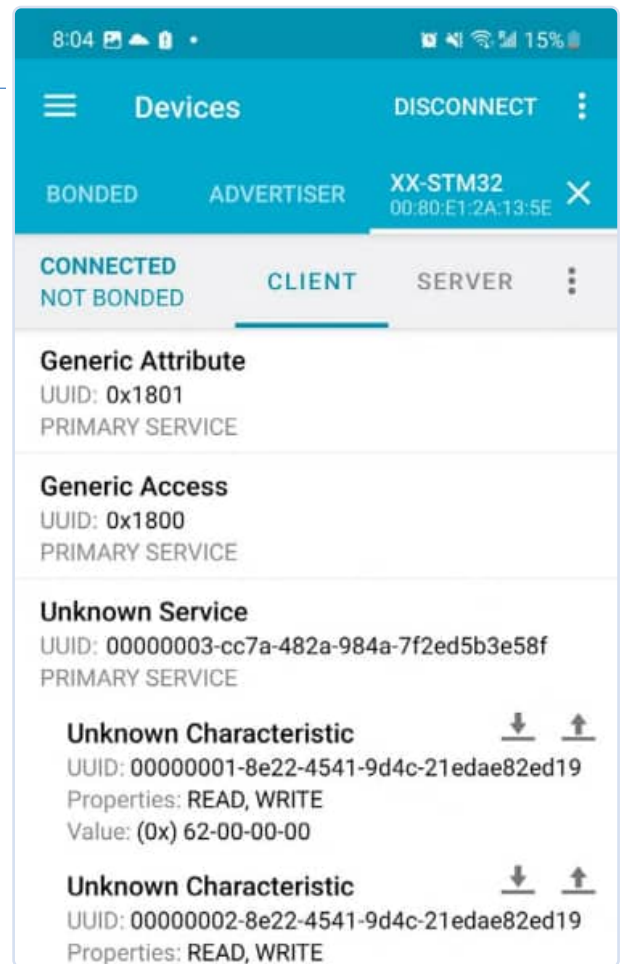 8:04 15%
Devices DISCONNECT
BONDED ADVERTISER XX-STM32
00:80:E1:2A:13:5E
CONNECTED
NOT BONDED CLIENT SERVER
Generic Attribute
UUID: 0x1801
PRIMARY SERVICE
Generic Access
UUID: 0x1800
PRIMARY SERVICE
Unknown Service
UUID: 00000003-cc7a-482a-984a-7f2ed5b3e58f
PRIMARY SERVICE
Unknown Characteristic
UUID: 00000001-8e22-4541-9d4c-21edae82ed19
Properties: READ, WRITE
Value: (0x) 62-00-00-00
Unknown Characteristic
UUID: 00000002-8e22-4541-9d4c-21edae82ed19
Properties: READ, WRITE